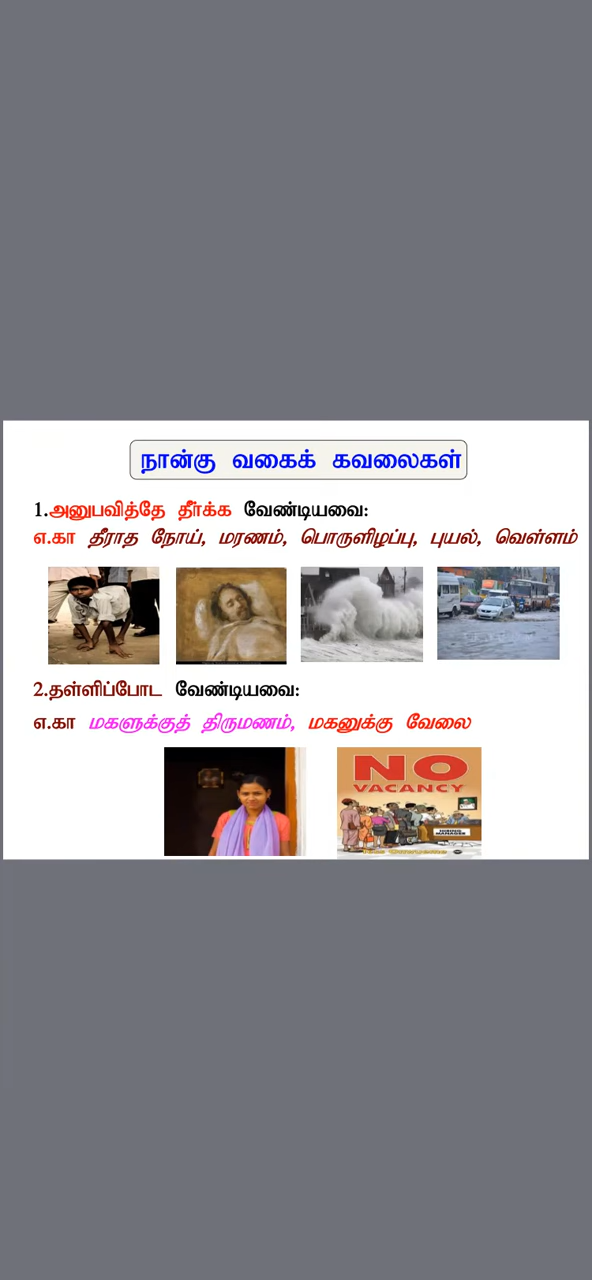 நான்கு வகைக் கவலைகள்
1.அனுபவித்தே தீர்க்க வேண்டியவை:
எ.கா தீராத நோய், மரணம், பொருளிழப்பு, புயல், வெள்ளம்
2.தள்ளிப்போட வேண்டியவை:
எ.கா மகளுக்குத் திருமணம், மகனுக்கு வேலை
NO
VACANCY